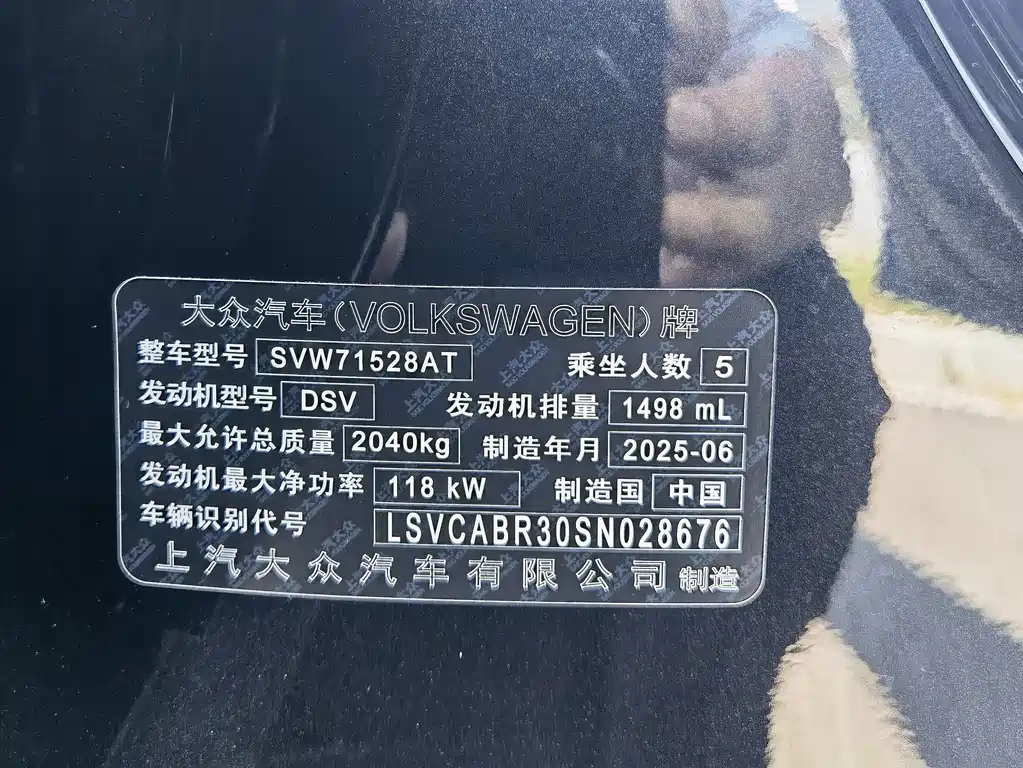 大众汽车(VOLKSWAGEN)牌
整车型号 SVW71528AT 乘坐人数 5
发动机型号 DSV 发动机排量 1498 mL
最大允许总质量 2040kg 制造年月 2025-06
发动机最大净功率 118 kW 制造国 中国
车辆识别代号 LSVCABR30SN028676
上汽大众汽车有限公司 制造